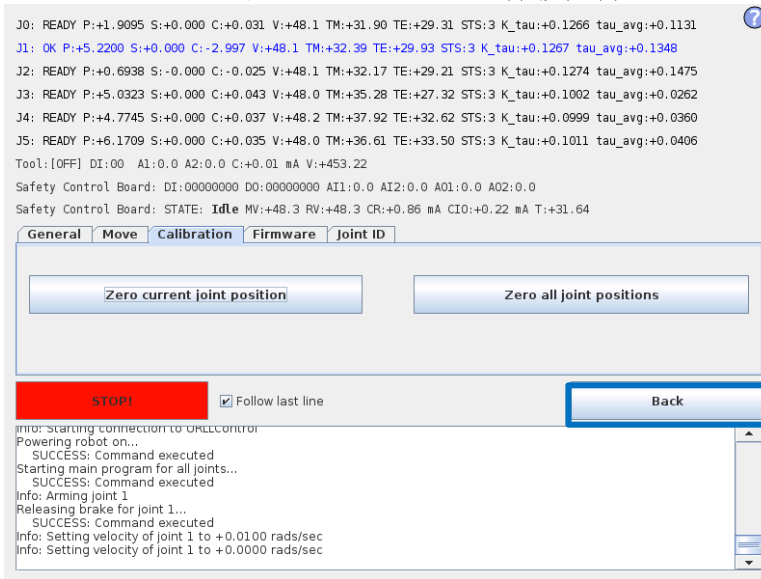 J0: READY P:+1.9095 S:+0.000 C:+0.031 V:+48.1 TM:+31.90 TE:+29.31 STS:3 K_tau:+0.1266 tau_avg:+0.1131
?
J1: OK P:+5.2200 S:+0.000 C:-2.997 V:+48.1 TM:+32.39 TE:+29.93 STS:3 K_tau:+0.1267 tau_avg:+0.1348
J2: READY P:+0.6938 S:-0.000 C:-0.025 V:+48.1 TM:+32.17 TE:+29.21 STS:3 K_tau:+0.1274 tau_avg:+0.1475
J3: READY P:+5.0323 S:+0.000 C:+0.043 V:+48.0 TM:+35.28 TE:+27.32 STS:3 K_tau:+0.1002 tau_avg:+0.0262
J4: READY P:+4.7745 S:+0.000 C:+0.037 V:+48.2 TM:+37.92 TE:+32.62 STS:3 K_tau:+0.0999 tau_avg:+0.0360
J5: READY P:+6.1709 S:+0.000 C:+0.035 V:+48.0 TM:+36.61 TE:+33.50 STS:3 K_tau:+0.1011 tau_avg:+0.0406
Tool:[OFF] DI:00 A1:0.0 A2:0.0 C:+0.01 mA V:+453.22
Safety Control Board: DI:00000000 DO:00000000 AI1:0.0 AI2:0.0 AO1:0.0 AO2:0.0
Safety Control Board: STATE: Idle MV:+48.3 RV:+48.3 CR:+0.86 mA CIO:+0.22 mA T:+31.64
General Move Calibration Firmware Joint ID
Zero current joint position Zero all joint positions
STOP! Follow last line Back
Info: Starting connection to URLLControl
Powering robot on...
SUCCESS: Command executed
Starting main program for all joints...
SUCCESS: Command executed
Info: Arming joint 1
Releasing brake for joint 1...
SUCCESS: Command executed
Info: Setting velocity of joint 1 to +0.0100 rads/sec
Info: Setting velocity of joint 1 to +0.0000 rads/sec